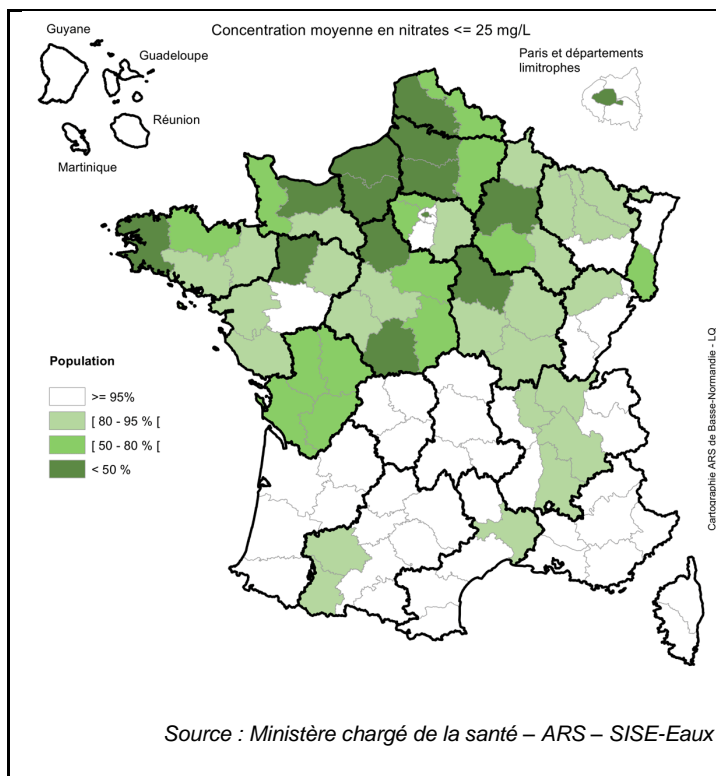 Concentration moyenne en nitrates <= 25 mg/L
Guyane
Guadeloupe
Réunion
Martinique
Paris et départements
limitrophes
Population
>= 95%
[ 80 - 95 % [
[ 50 - 80 % [
< 50 %
Cartographie ARS de Basse-Normandie - LQ
Source : Ministère chargé de la santé – ARS – SISE-Eaux